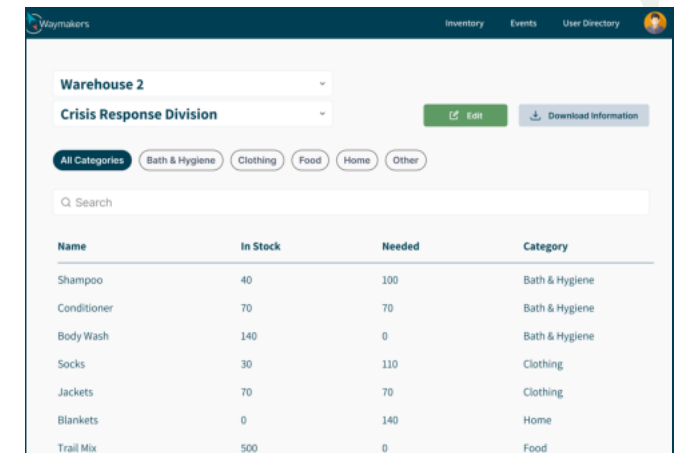 Waymakers Inventory Events User Directory
Warehouse 2
Crisis Response Division Edit Download Information
All Categories Bath & Hygiene Clothing Food Home Other
Search
Name In Stock Needed Category
Shampoo 40 100 Bath & Hygiene
Conditioner 70 70 Bath & Hygiene
Body Wash 140 0 Bath & Hygiene
Socks 30 110 Clothing
Jackets 70 70 Clothing
Blankets 0 140 Home
Trail Mix 500 0 Food